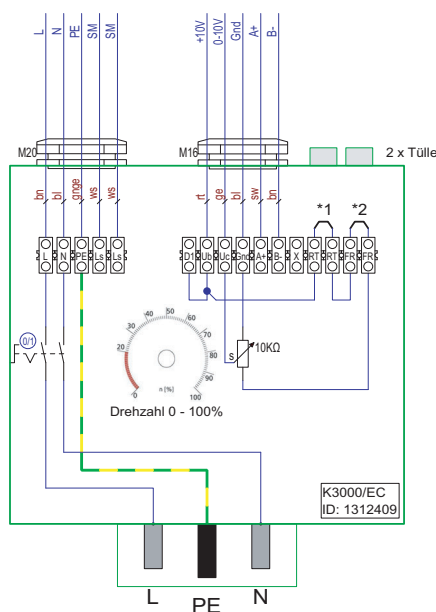 L N PE SM SM +10V 0-10V Gnd A+ B-
M20 M16 2 x Tülle
bn bl gnge ws ws rt ge bl sw bn *1 *2
L N PE Ls Ls D1 Ub Uc Gnd A+ B- X RT RT FR FR
0/1
0 10 20 30 40 50 60 70 80 90 100
n [%]
s 10KΩ
Drehzahl 0 - 100%
K3000/EC
ID: 1312409
L PE N